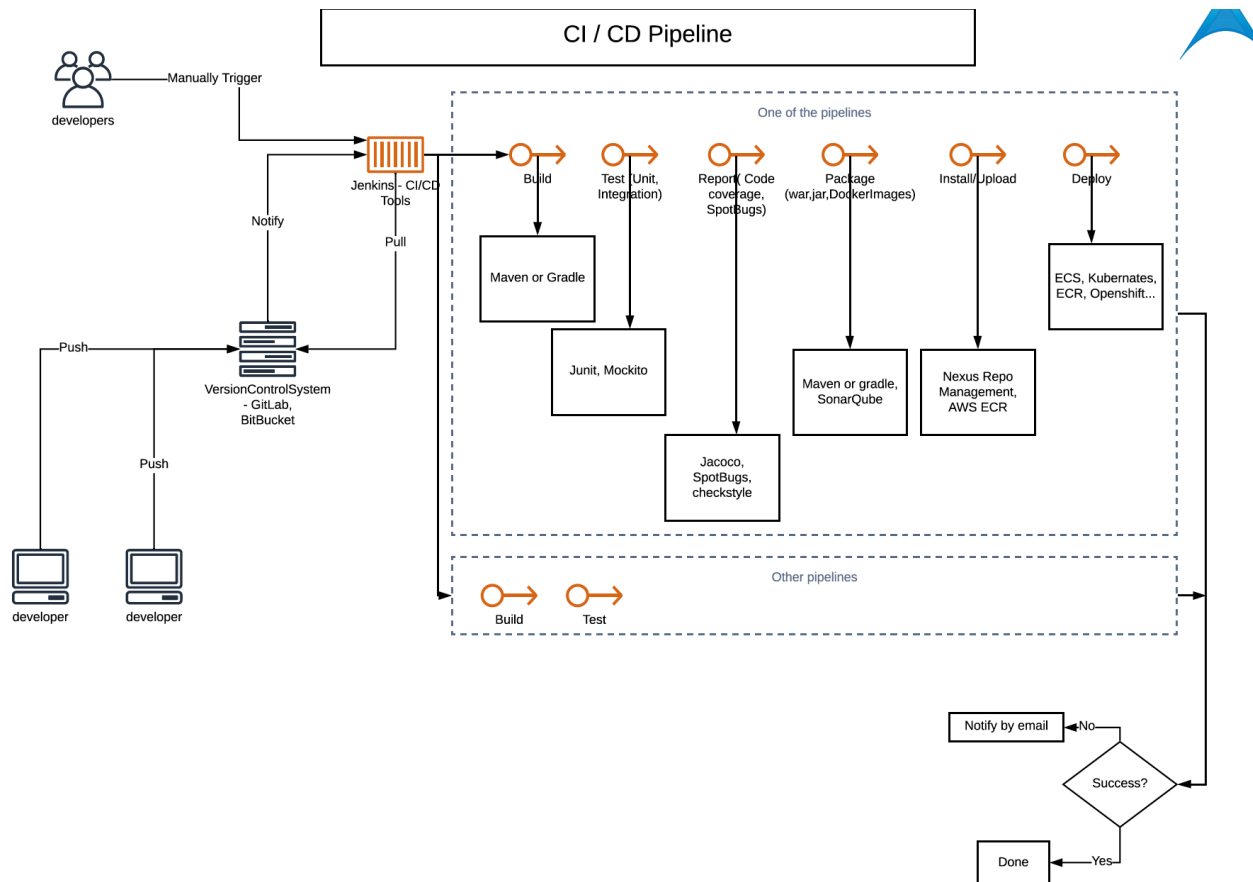 CI / CD Pipeline
Manually Trigger
developers
One of the pipelines
Jenkins - CI/CD
Tools
Build
Test (Unit,
Integration)
Report( Code
coverage,
SpotBugs)
Package
(war,jar,DockerImages)
Install/Upload
Deploy
Notify
Pull
Maven or Gradle
ECS, Kubernates,
ECR, Openshift...
Push
VersionControlSystem
- GitLab,
BitBucket
Junit, Mockito
Maven or gradle,
SonarQube
Nexus Repo
Management,
AWS ECR
Push
Jacoco,
SpotBugs,
checkstyle
developer
developer
Other pipelines
Build
Test
Notify by email
No
Success?
Done
Yes